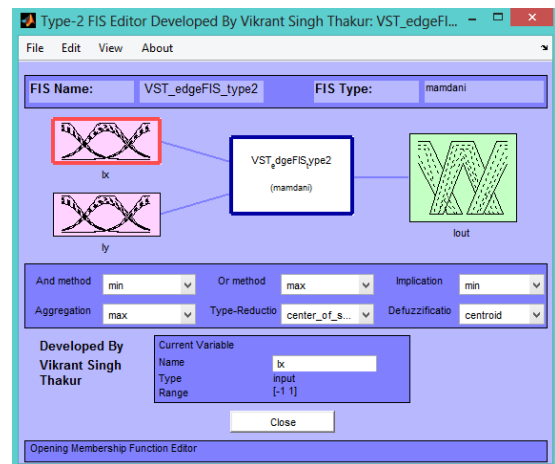 Type-2 FIS Editor Developed By Vikrant Singh Thakur: VST_edgeFI...
File Edit View About
FIS Name: VST_edgeFIS_type2 FIS Type: mamdani
Ix
VSTedgeFIStype2
(mamdani)
Iout
Iy
And method min Or method max Implication min
Aggregation max Type-Reductio center_of_s... Defuzzificatio centroid
Developed By
Vikrant Singh
Thakur
Current Variable
Name Ix
Type input
Range [-1 1]
Close
Opening Membership Function Editor